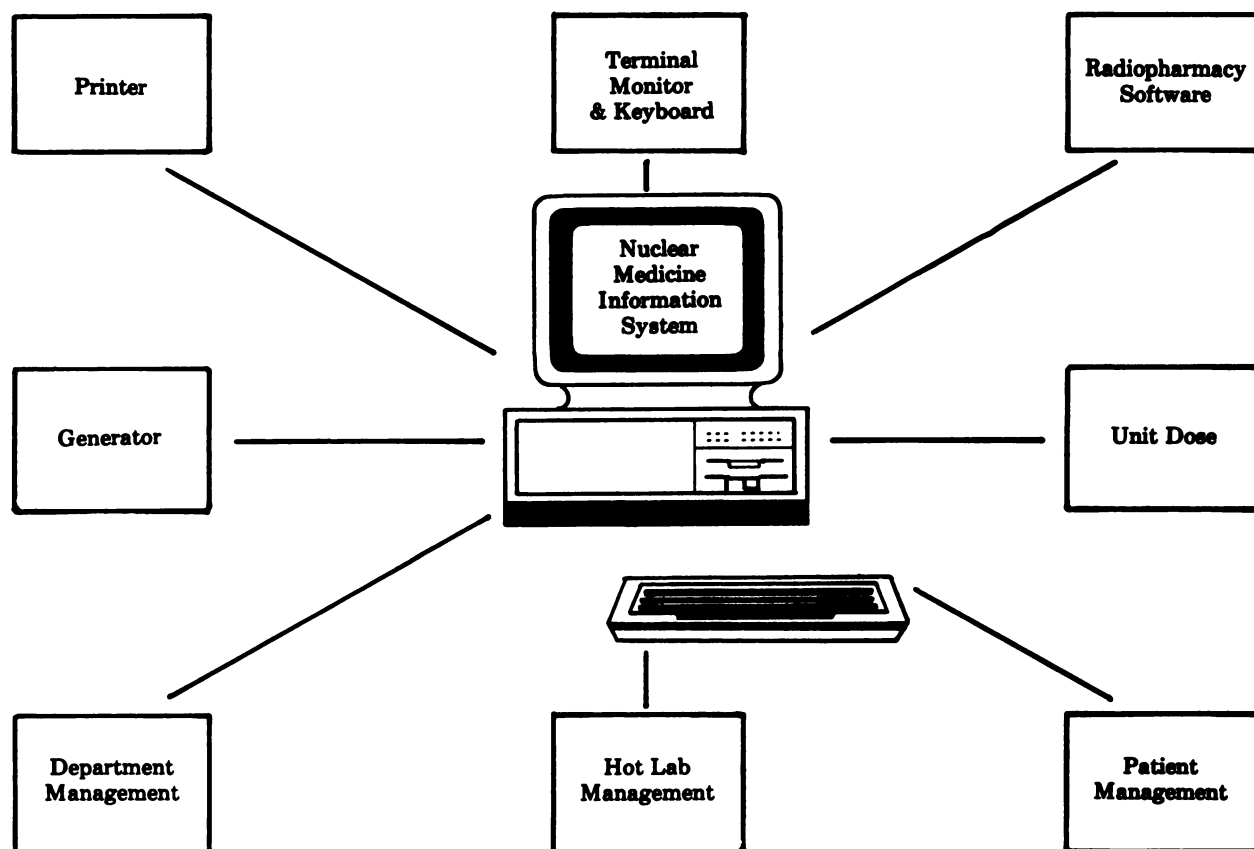 Printer
Terminal
Monitor
& Keyboard
Radiopharmacy
Software
Nuclear
Medicine
Information
System
Generator
Unit Dose
Department
Management
Hot Lab
Management
Patient
Management